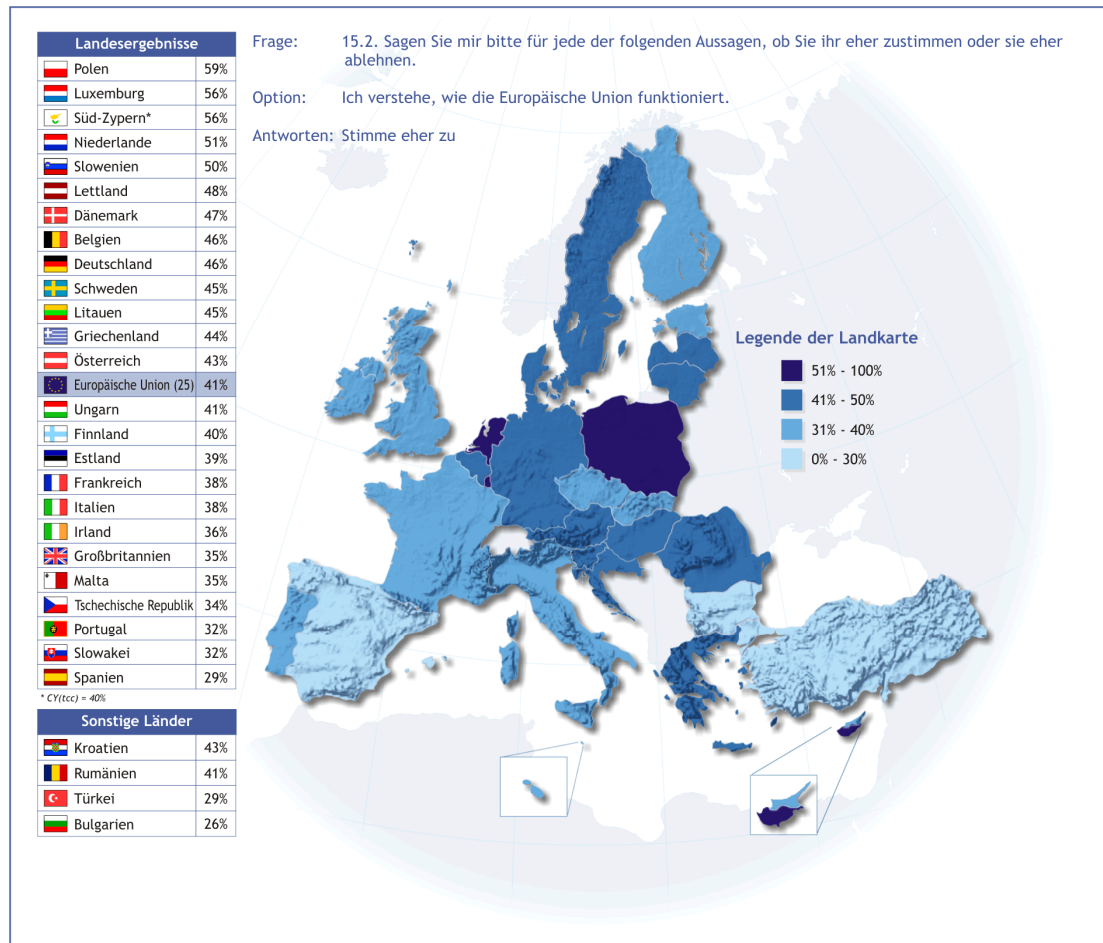 Landesergebnisse
Polen 59%
Luxemburg 56%
Süd-Zypern* 56%
Niederlande 51%
Slowenien 50%
Lettland 48%
Dänemark 47%
Belgien 46%
Deutschland 46%
Schweden 45%
Litauen 45%
Griechenland 44%
Österreich 43%
Europäische Union (25) 41%
Ungarn 41%
Finnland 40%
Estland 39%
Frankreich 38%
Italien 38%
Irland 36%
Großbritannien 35%
Malta 35%
Tschechische Republik 34%
Portugal 32%
Slowakei 32%
Spanien 29%
* CY(tcc) = 40%
Sonstige Länder
Kroatien 43%
Rumänien 41%
Türkei 29%
Bulgarien 26%
Frage: 15.2. Sagen Sie mir bitte für jede der folgenden Aussagen, ob Sie ihr eher zustimmen oder sie eher
ablehnen.
Option: Ich verstehe, wie die Europäische Union funktioniert.
Antworten: Stimme eher zu
Legende der Landkarte
51% - 100%
41% - 50%
31% - 40%
0% - 30%